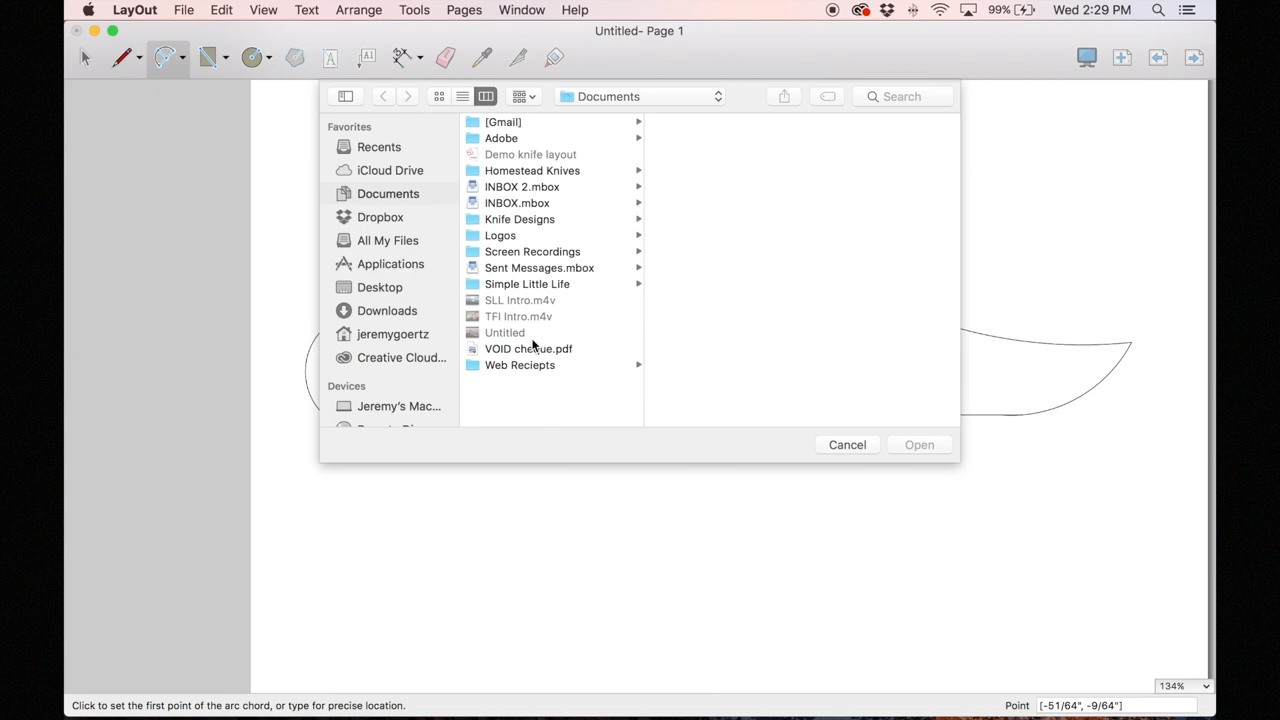 LayOut File Edit View Text Arrange Tools Pages Window Help 99% Wed 2:29 PM
Untitled- Page 1
A AI
Documents Search
Favorites
Recents
iCloud Drive
Documents
Dropbox
All My Files
Applications
Desktop
Downloads
jeremygoertz
Creative Cloud...
Devices
Jeremy's Mac...
[Gmail]
Adobe
Demo knife layout
Homestead Knives
INBOX 2.mbox
INBOX.mbox
Knife Designs
Logos
Screen Recordings
Sent Messages.mbox
Simple Little Life
SLL Intro.m4v
TFI Intro.m4v
Untitled
VOID cheque.pdf
Web Reciepts
Cancel Open
134%
Click to set the first point of the arc chord, or type for precise location. Point [-51/64", -9/64"]